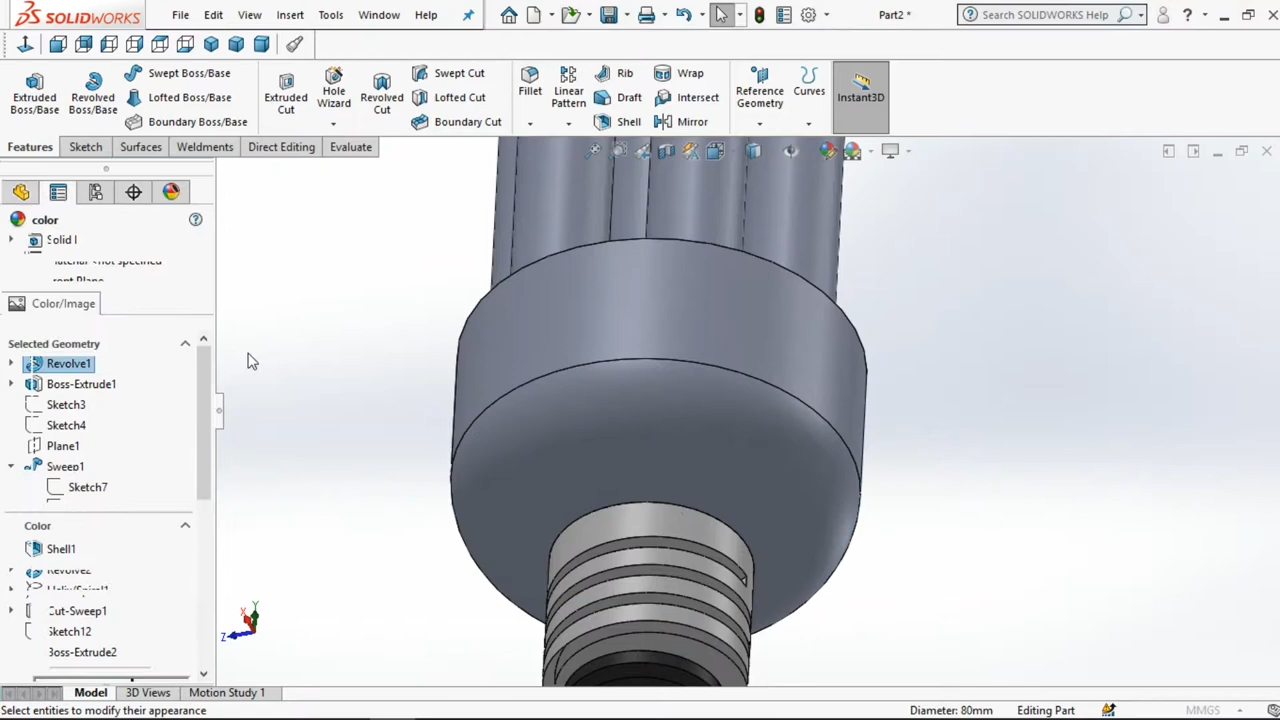 SOLIDWORKS File Edit View Insert Tools Window Help Part2 * Search SOLIDWORKS Help ?
Extruded Boss/Base
Revolved Boss/Base
Swept Boss/Base
Lofted Boss/Base
Boundary Boss/Base
Extruded Cut
Hole Wizard
Revolved Cut
Swept Cut
Lofted Cut
Boundary Cut
Fillet
Linear Pattern
Rib
Draft
Shell
Wrap
Intersect
Mirror
Reference Geometry
Curves
Instant3D
Features Sketch Surfaces Weldments Direct Editing Evaluate
color ?
Solid
Color/Image
Selected Geometry
Revolve1
Boss-Extrude1
Sketch3
Sketch4
Plane1
Sweep1
Sketch7
Color
Shell1
Cut-Sweep1
Sketch12
Boss-Extrude2
X Y
Z
Model 3D Views Motion Study 1
Select entities to modify their appearance Diameter: 80mm Editing Part MMGS